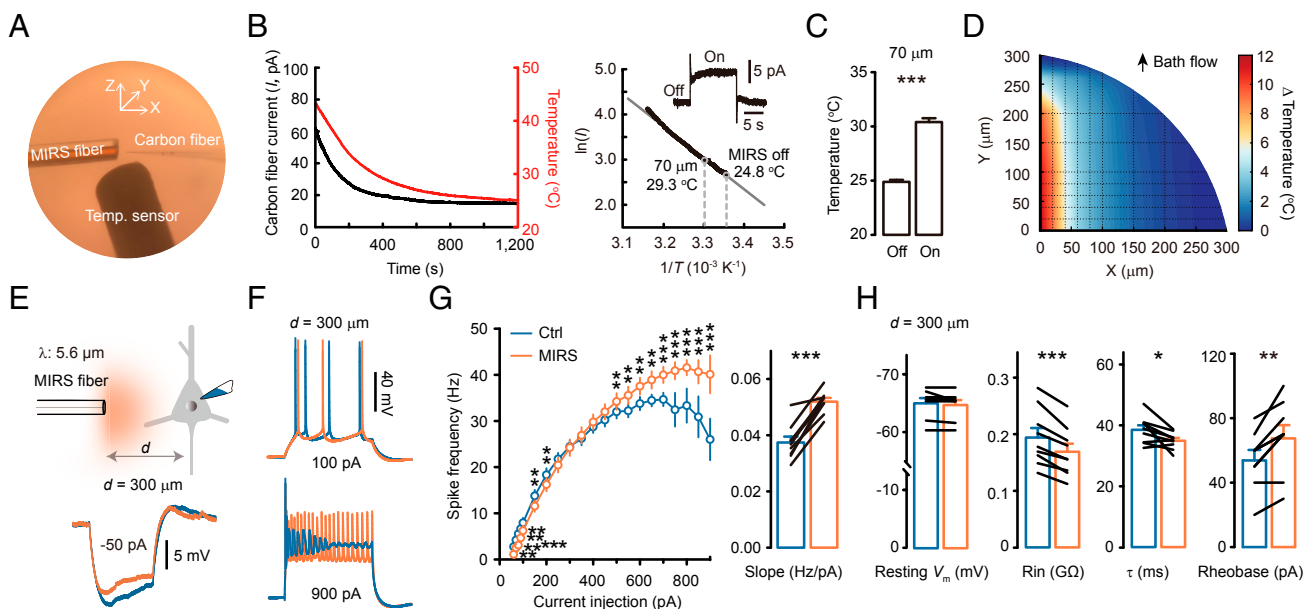 A
Z
Y
X
MIRS fiber
Carbon fiber
Temp. sensor
B
Carbon fiber current (I, pA)
100
80
60
40
20
0
50
40
30
20
Temperature (°C)
0 400 800 1,200
Time (s)
ln(I)
5.0
4.0
3.0
2.0
On
Off
5 pA
5 s
70 μm
29.3 °C
MIRS off
24.8 °C
3.1 3.2 3.3 3.4 3.5
1/T (10⁻³ K⁻¹)
C
70 μm
***
Temperature (°C)
35
30
25
20
Off On
D
Bath flow
Y (μm)
300
250
200
150
100
50
0
0 50 100 150 200 250 300
X (μm)
12
10
8
6
4
2
0
Δ Temperature (°C)
E
λ: 5.6 μm
MIRS fiber
d
d = 300 μm
-50 pA
5 mV
F
d = 300 μm
40 mV
100 pA
900 pA
G
Ctrl
MIRS
Spike frequency (Hz)
50
40
30
20
10
0
0 200 400 600 800
Current injection (pA)
***
0.06
0.04
0.02
0.00
Slope (Hz/pA)
H
d = 300 μm
-70
-60
-10
0
Resting Vm (mV)
***
0.3
0.2
0.1
0
Rin (GΩ)
*
60
40
20
0
τ (ms)
**
120
80
40
0
Rheobase (pA)